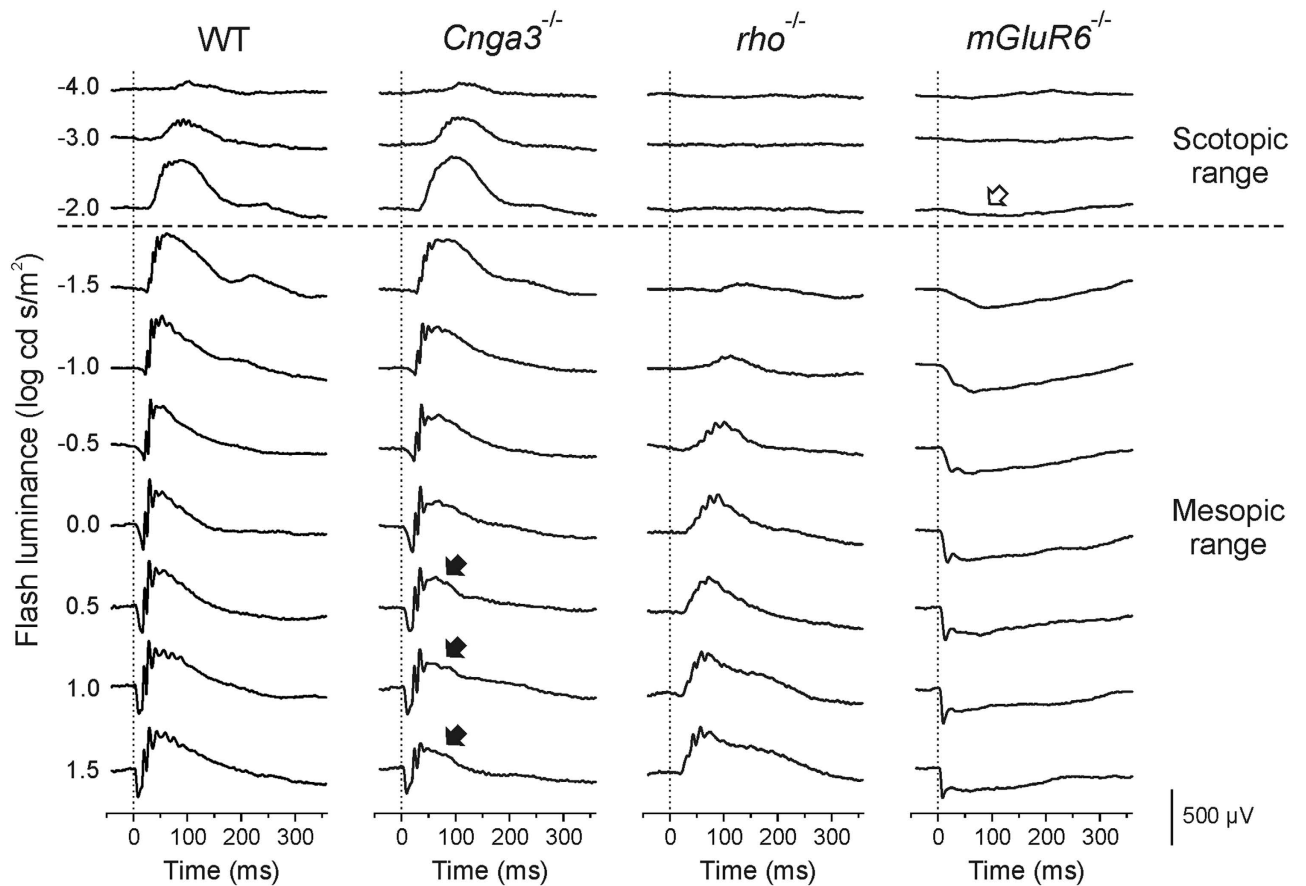 WT Cnga3-/- rho-/- mGluR6-/-
-4.0
-3.0
Scotopic
range
-2.0
Flash luminance (log cd s/m²)
-1.5
-1.0
-0.5
0.0
Mesopic
range
0.5
1.0
1.5
500 µV
0 100 200 300 0 100 200 300 0 100 200 300 0 100 200 300
Time (ms) Time (ms) Time (ms) Time (ms)